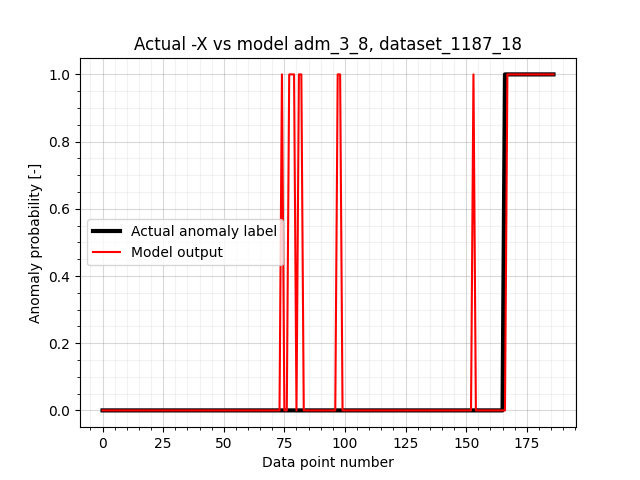 Actual -X vs model adm_3_8, dataset_1187_18
1.0
0.8
0.6
0.4
0.2
0.0
Anomaly probability [-]
Actual anomaly label
Model output
0 25 50 75 100 125 150 175
Data point number